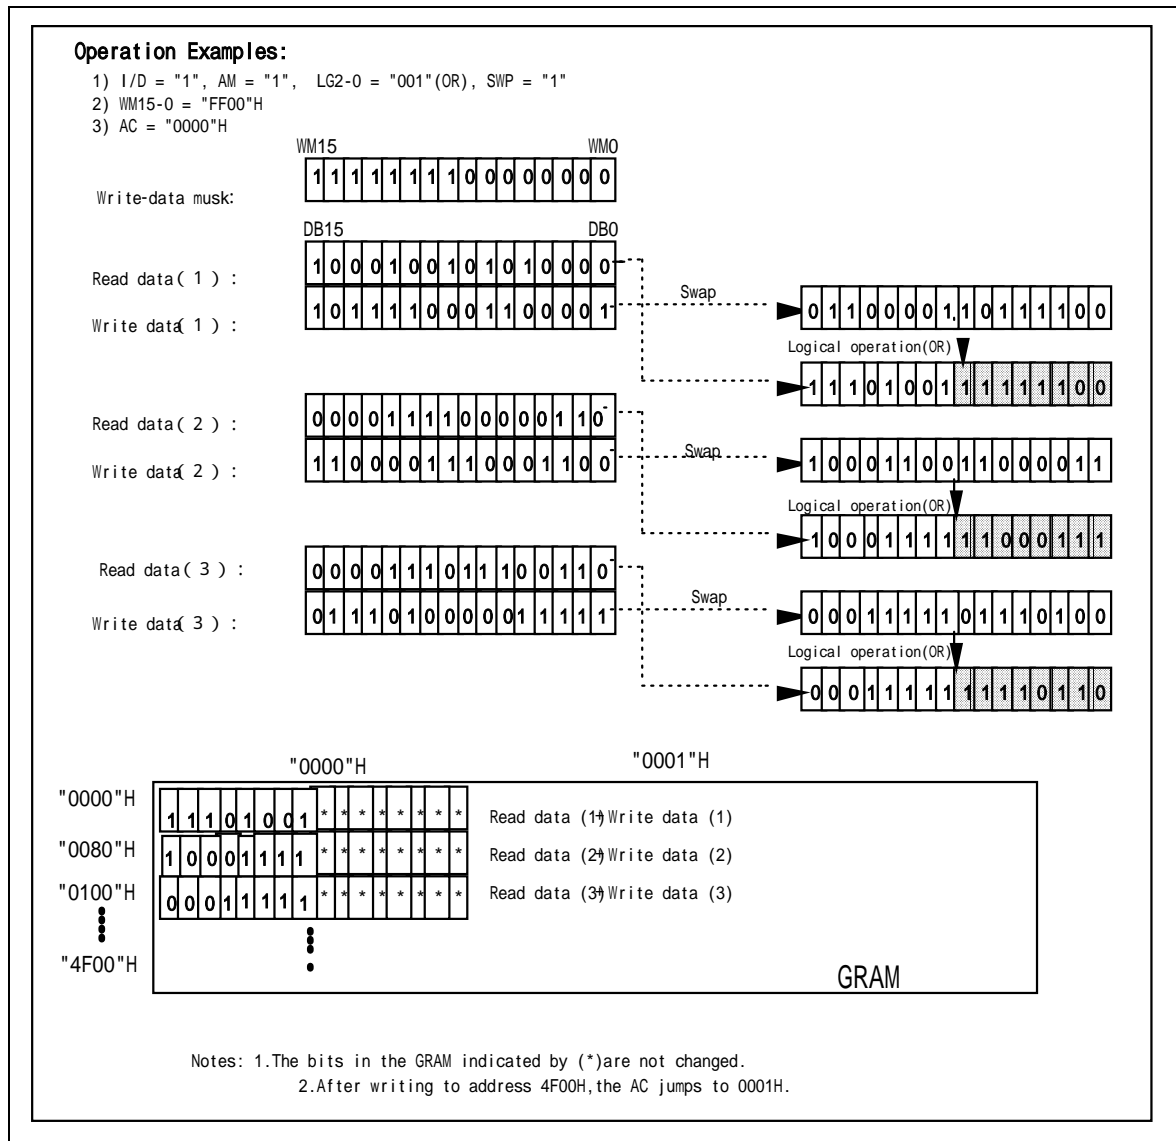 Operation Examples:
1) I/D = "1", AM = "1", LG2-0 = "001"(OR), SWP = "1"
2) WM15-0 = "FF00"H
3) AC = "0000"H
WM15 WM0
Write-data musk: 1 1 1 1 1 1 1 1 0 0 0 0 0 0 0 0
DB15 DB0
Read data( 1 ) : 1 0 0 0 1 0 0 1 0 1 0 1 0 0 0 0
Swap
Write data( 1 ) : 1 0 1 1 1 1 0 0 0 1 1 0 0 0 0 1
0 1 1 0 0 0 0 1 1 0 1 1 1 1 0 0
Logical operation(OR)
1 1 1 0 1 0 0 1 1 1 1 1 1 1 0 0
Read data( 2 ) : 0 0 0 0 1 1 1 1 0 0 0 0 0 1 1 0
Swap
Write data( 2 ) : 1 1 0 0 0 0 1 1 1 0 0 0 1 1 0 0
1 0 0 0 1 1 0 0 1 1 0 0 0 0 1 1
Logical operation(OR)
1 0 0 0 1 1 1 1 1 1 0 0 0 1 1 1
Read data( 3 ) : 0 0 0 0 1 1 1 0 1 1 1 0 0 1 1 0
Swap
Write data( 3 ) : 0 1 1 1 0 1 0 0 0 0 0 1 1 1 1 1
0 0 0 1 1 1 1 1 0 1 1 1 0 1 0 0
Logical operation(OR)
0 0 0 1 1 1 1 1 1 1 1 1 0 1 1 0
"0000"H "0001"H
"0000"H 1 1 1 0 1 0 0 1 * * * * * * * * Read data (1)+Write data (1)
"0080"H 1 0 0 0 1 1 1 1 * * * * * * * * Read data (2)+Write data (2)
"0100"H 0 0 0 1 1 1 1 1 * * * * * * * * Read data (3)+Write data (3)
"4F00"H
GRAM
Notes: 1.The bits in the GRAM indicated by (*)are not changed.
2.After writing to address 4F00H,the AC jumps to 0001H.